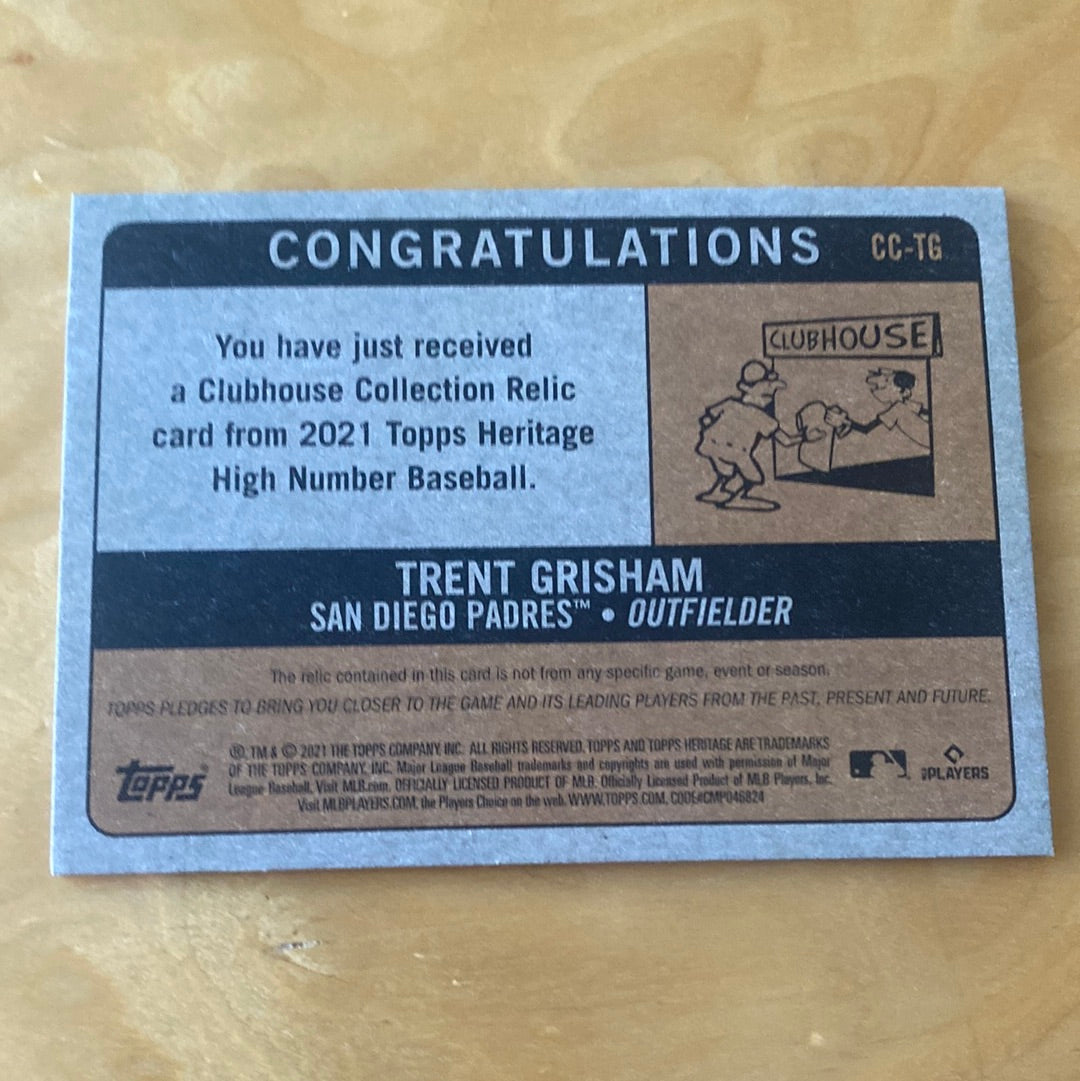 CONGRATULATIONS CC-TG
You have just received
a Clubhouse Collection Relic
card from 2021 Topps Heritage
High Number Baseball.
CLUBHOUSE
TRENT GRISHAM
SAN DIEGO PADRES™ • OUTFIELDER
The relic contained in this card is not from any specific game, event or season.
TOPPS PLEDGES TO BRING YOU CLOSER TO THE GAME AND ITS LEADING PLAYERS FROM THE PAST, PRESENT AND FUTURE.
®, TM & © 2021 THE TOPPS COMPANY, INC. ALL RIGHTS RESERVED. TOPPS AND TOPPS HERITAGE ARE TRADEMARKS
OF THE TOPPS COMPANY, INC. Major League Baseball trademarks and copyrights are used with permission of Major
League Baseball. Visit MLB.com. OFFICIALLY LICENSED PRODUCT OF MLB. Officially Licensed Product of MLB Players, Inc.
Visit MLBPLAYERS.COM, the Players Choice on the web. WWW.TOPPS.COM. CODE#CMP046824
Topps®
PLAYERS